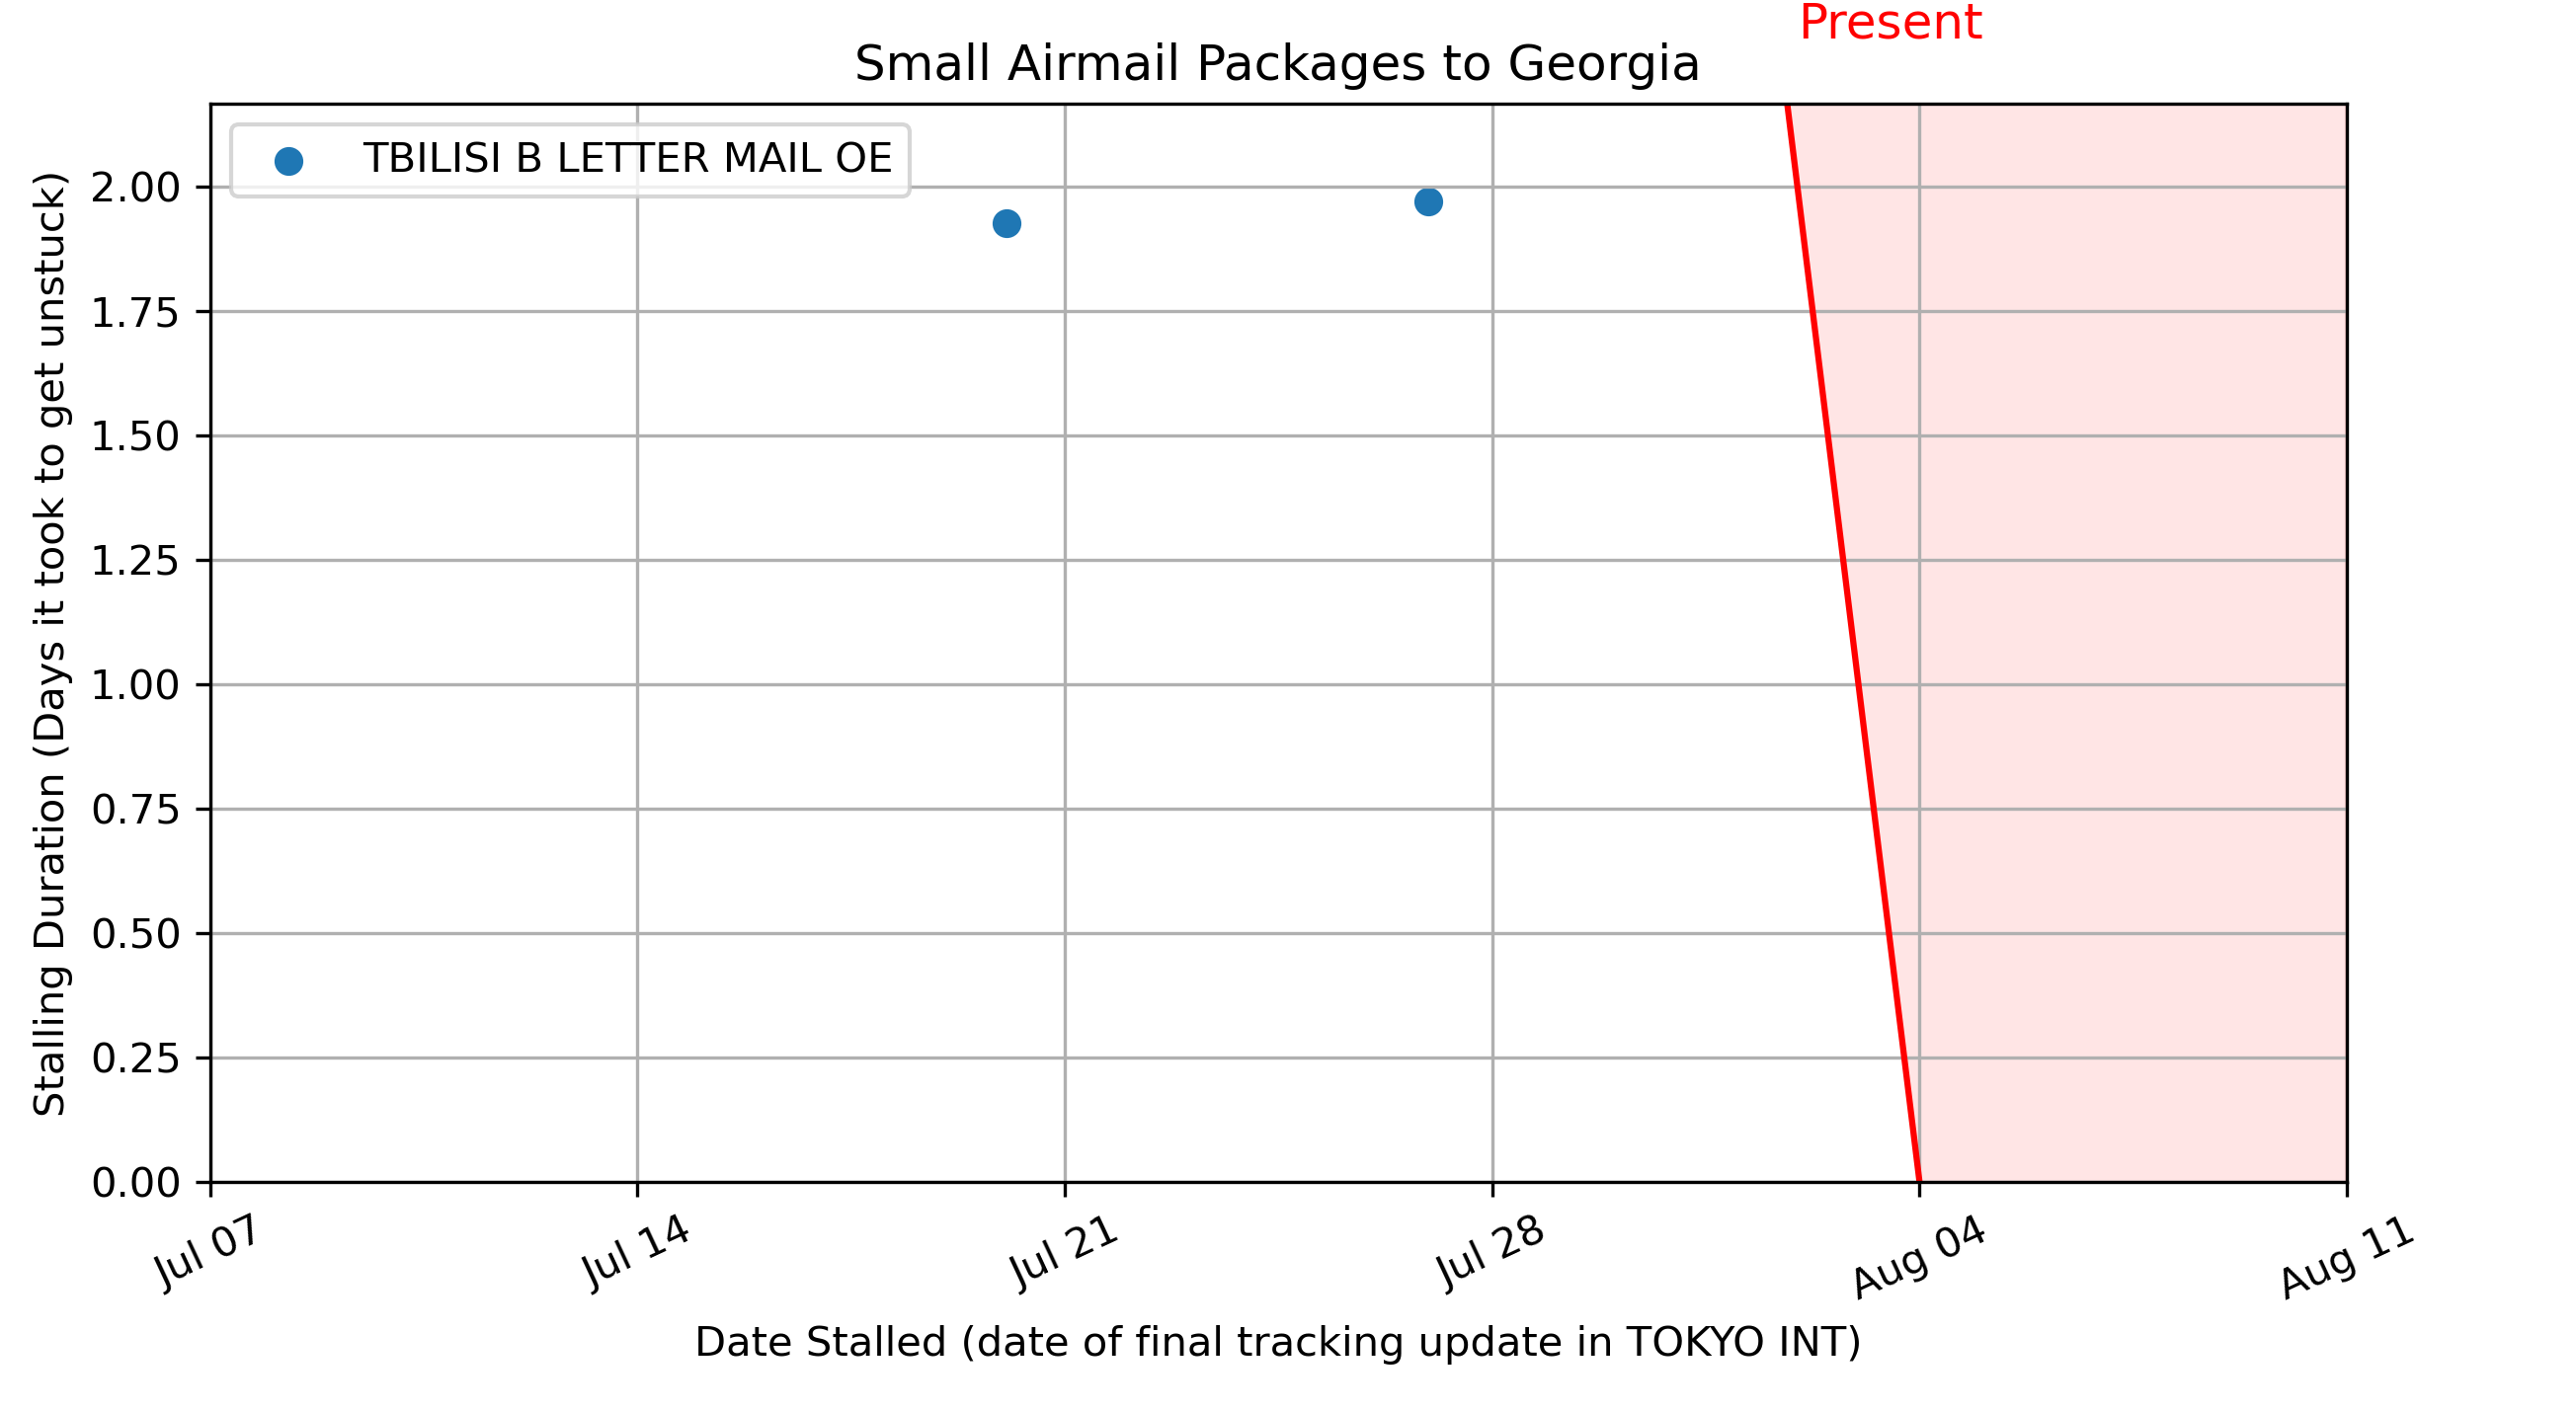 Present
Small Airmail Packages to Georgia
TBILISI B LETTER MAIL OE
Stalling Duration (Days it took to get unstuck)
2.00
1.75
1.50
1.25
1.00
0.75
0.50
0.25
0.00
Jul 07 Jul 14 Jul 21 Jul 28 Aug 04 Aug 11
Date Stalled (date of final tracking update in TOKYO INT)